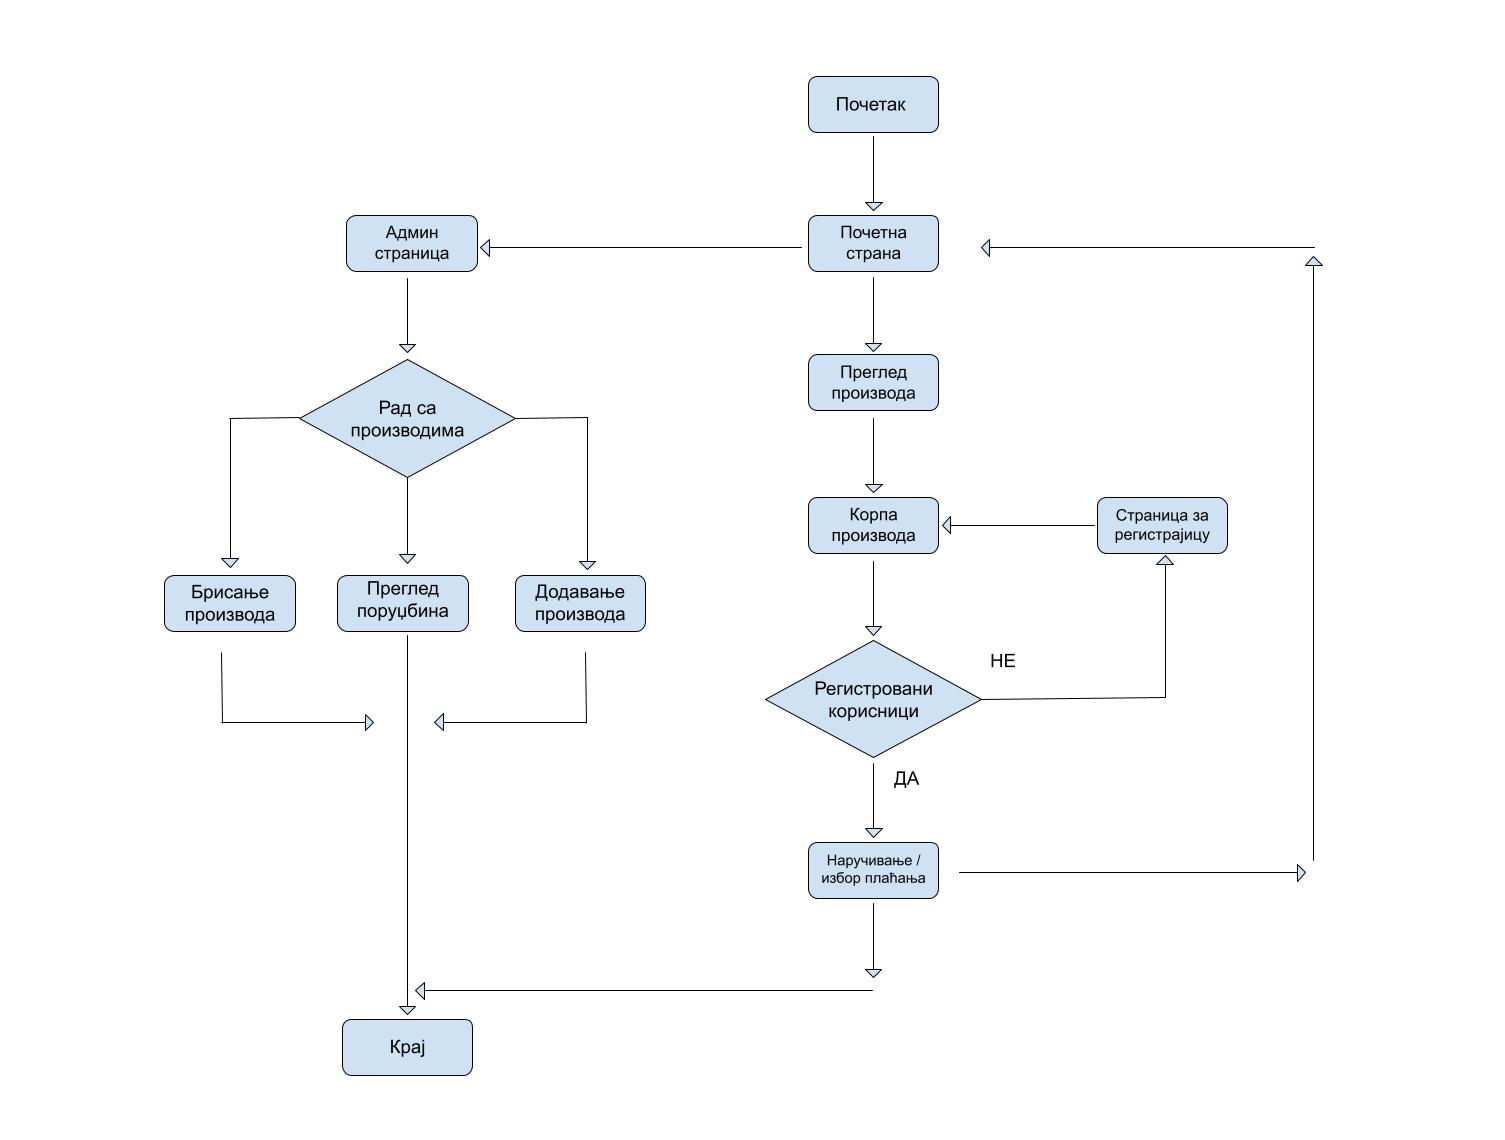 Почетак
Админ
страница
Почетна
страна
Преглед
производа
Рад са
производима
Корпа
производа
Страница за
регистрајицу
Брисање
производа
Преглед
поруџбина
Додавање
производа
НЕ
Регистровани
корисници
ДА
Наручивање /
избор плаћања
Крај